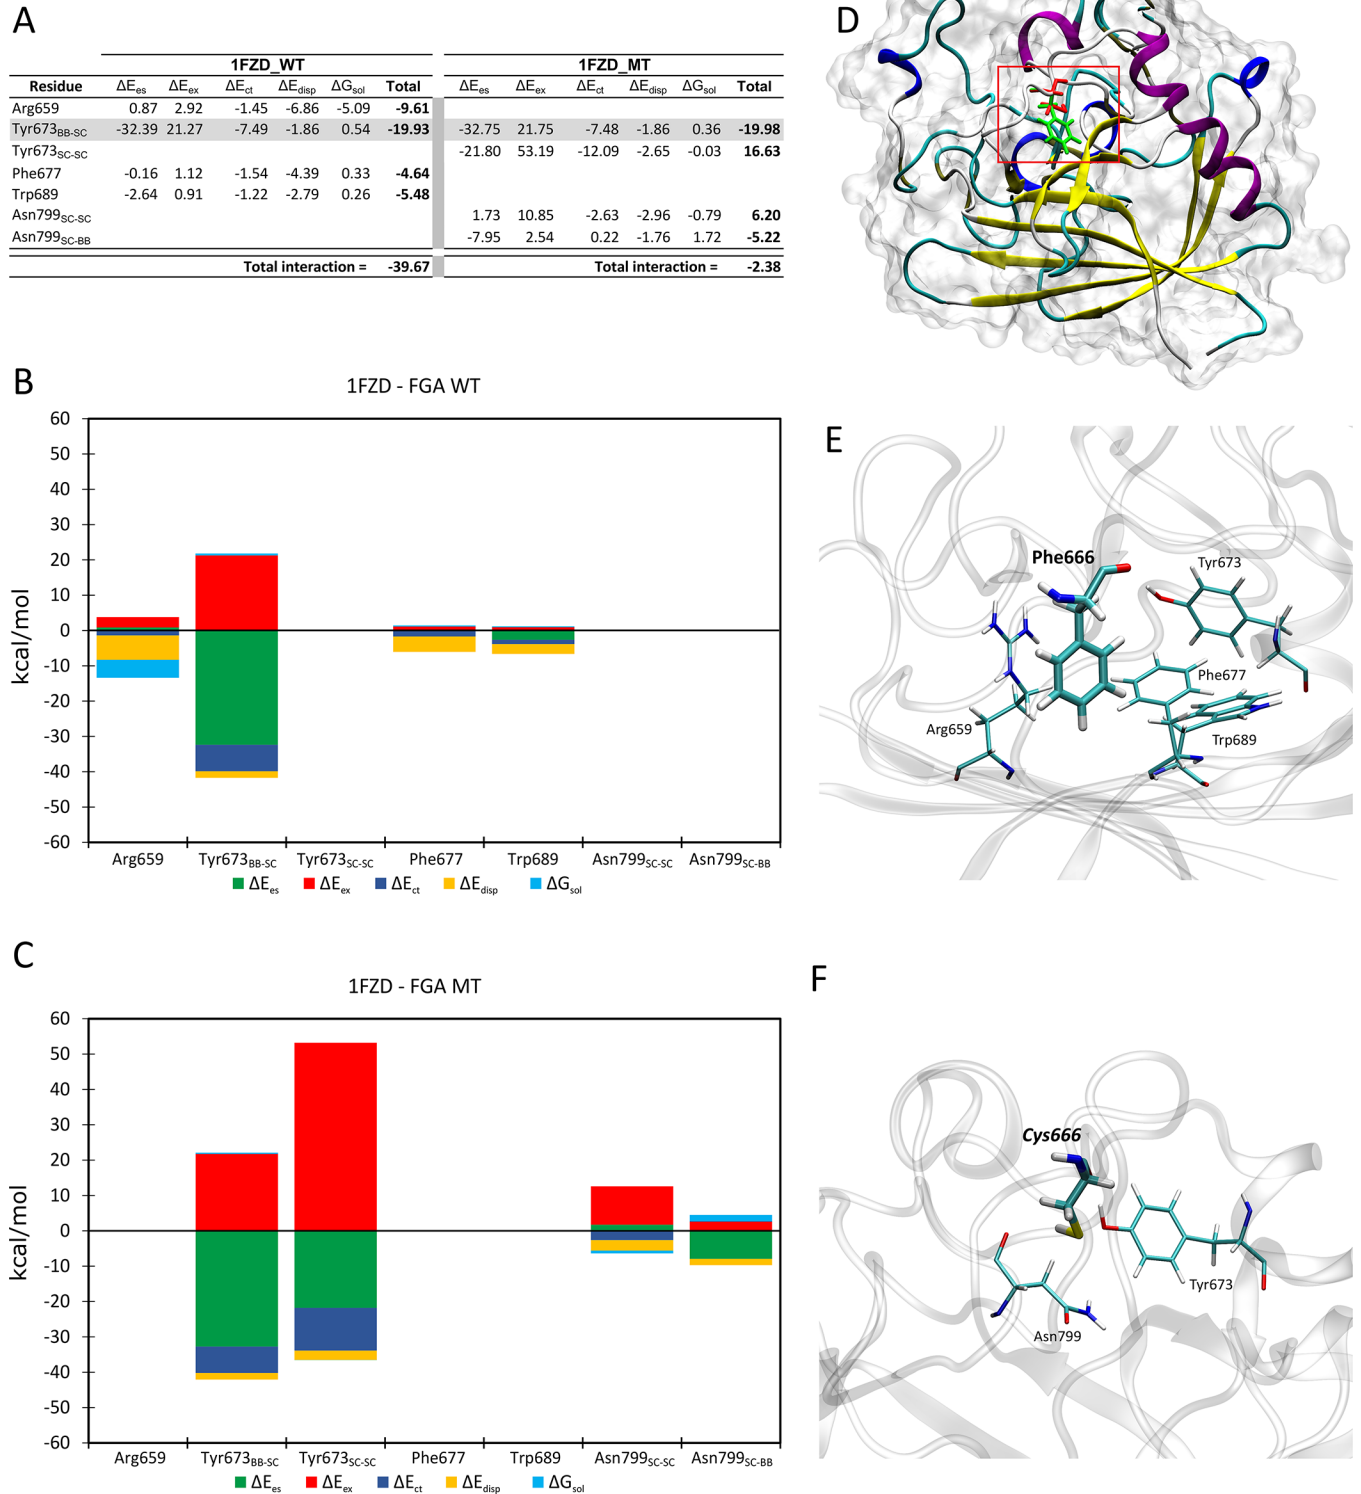 A
1FZD_WT 1FZD_MT
Residue ΔEes ΔEex ΔEct ΔEdisp ΔGsol Total ΔEes ΔEex ΔEct ΔEdisp ΔGsol Total
Arg659 0.87 2.92 -1.45 -6.86 -5.09 -9.61
Tyr673BB-SC -32.39 21.27 -7.49 -1.86 0.54 -19.93 -32.75 21.75 -7.48 -1.86 0.36 -19.98
Tyr673SC-SC -21.80 53.19 -12.09 -2.65 -0.03 16.63
Phe677 -0.16 1.12 -1.54 -4.39 0.33 -4.64
Trp689 -2.64 0.91 -1.22 -2.79 0.26 -5.48
Asn799SC-SC 1.73 10.85 -2.63 -2.96 -0.79 6.20
Asn799SC-BB -7.95 2.54 0.22 -1.76 1.72 -5.22
Total interaction = -39.67 Total interaction = -2.38
B
1FZD - FGA WT
kcal/mol
60
50
40
30
20
10
0
-10
-20
-30
-40
-50
-60
Arg659 Tyr673BB-SC Tyr673SC-SC Phe677 Trp689 Asn799SC-SC Asn799SC-BB
ΔEes ΔEex ΔEct ΔEdisp ΔGsol
C
1FZD - FGA MT
kcal/mol
60
50
40
30
20
10
0
-10
-20
-30
-40
-50
-60
Arg659 Tyr673BB-SC Tyr673SC-SC Phe677 Trp689 Asn799SC-SC Asn799SC-BB
ΔEes ΔEex ΔEct ΔEdisp ΔGsol
D
E
Phe666
Tyr673
Phe677
Arg659
Trp689
F
Cys666
Tyr673
Asn799